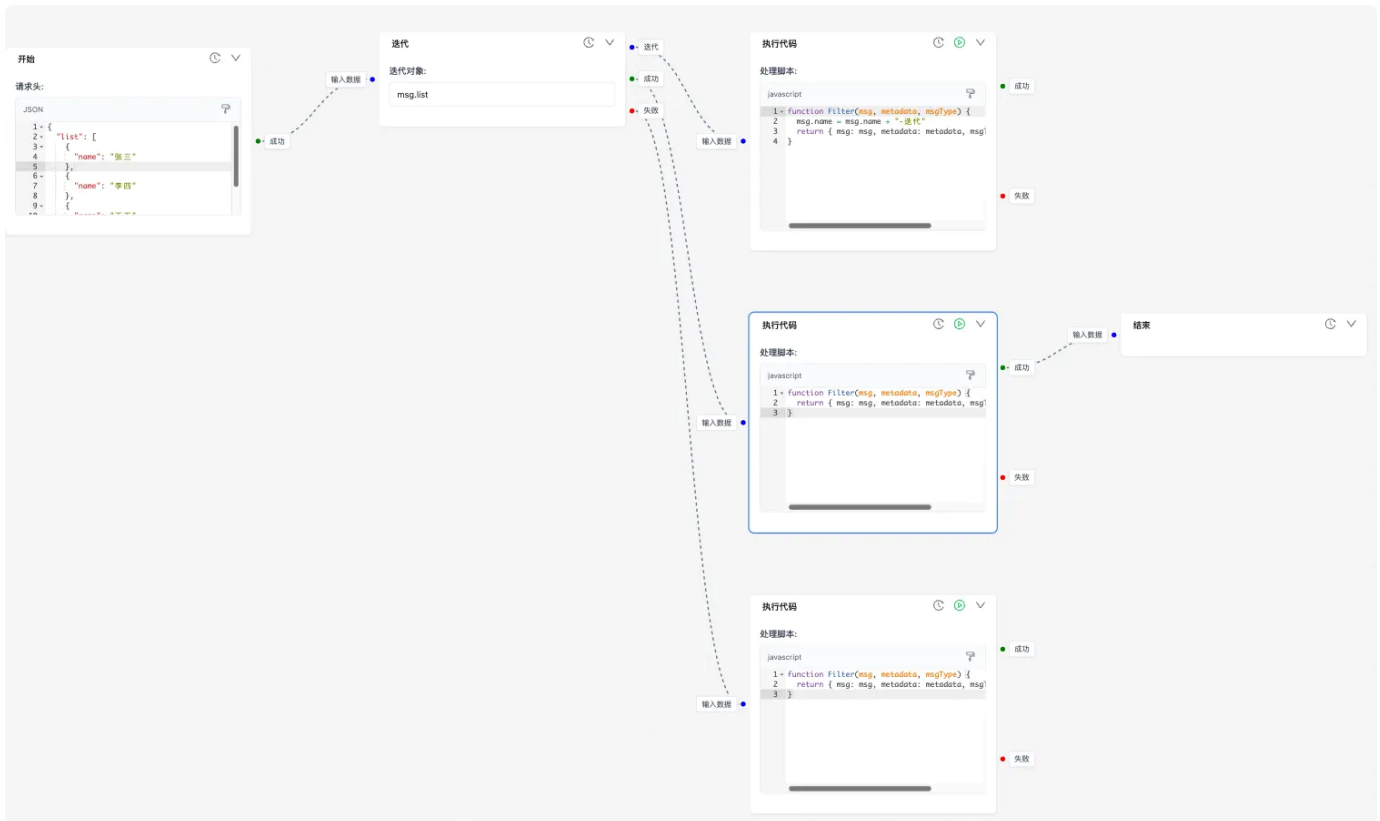 开始
请求头:
JSON
1 {
2 "list": [
3 {
4 "name": "张三"
5 },
6 {
7 "name": "李四"
8 },
9 {
成功
输入数据
迭代
迭代对象:
msg.list
迭代
成功
失败
输入数据
执行代码
处理脚本:
javascript
1 function Filter(msg, metadata, msgType) {
2 msg.name = msg.name + "-迭代"
3 return { msg: msg, metadata: metadata, msgT
4 }
成功
失败
输入数据
执行代码
处理脚本:
javascript
1 function Filter(msg, metadata, msgType) {
2 return { msg: msg, metadata: metadata, msgT
3 }
成功
失败
输入数据
结束
输入数据
执行代码
处理脚本:
javascript
1 function Filter(msg, metadata, msgType) {
2 return { msg: msg, metadata: metadata, msgT
3 }
成功
失败